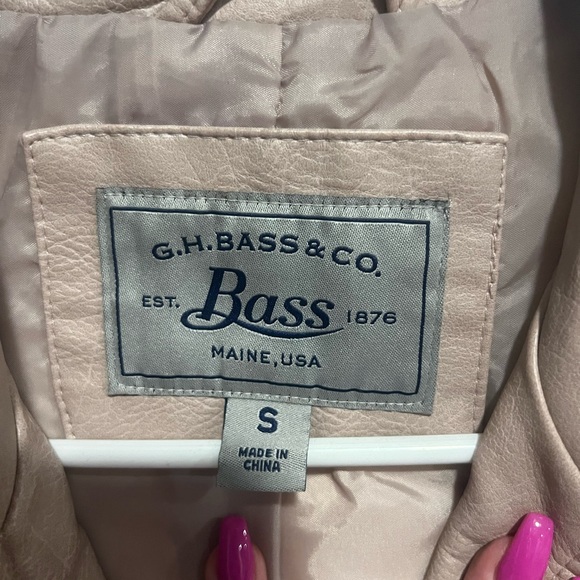 G.H.BASS & CO.
EST. Bass 1876
MAINE, USA
S
MADE IN
CHINA